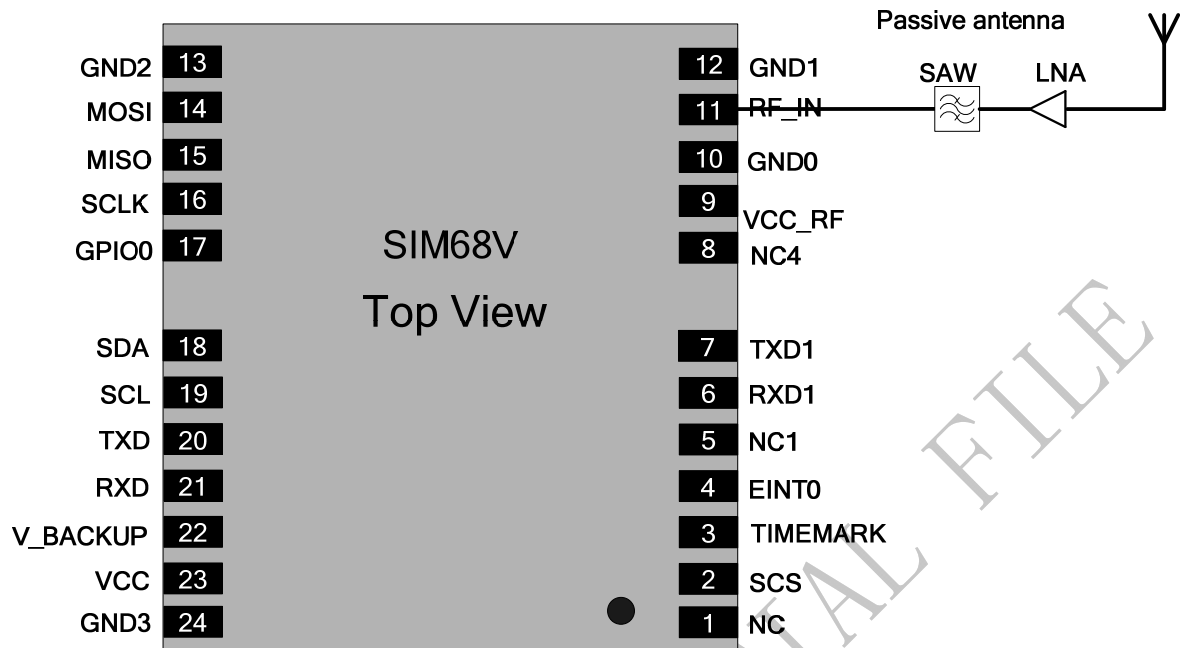 Passive antenna
GND2 13 12 GND1 SAW LNA
MOSI 14 11 RF_IN
MISO 15 10 GND0
SCLK 16 9 VCC_RF
GPIO0 17 SIM68V 8 NC4
Top View
SDA 18 7 TXD1
SCL 19 6 RXD1
TXD 20 5 NC1
RXD 21 4 EINT0
V_BACKUP 22 3 TIMEMARK
VCC 23 2 SCS
GND3 24 1 NC
FILE